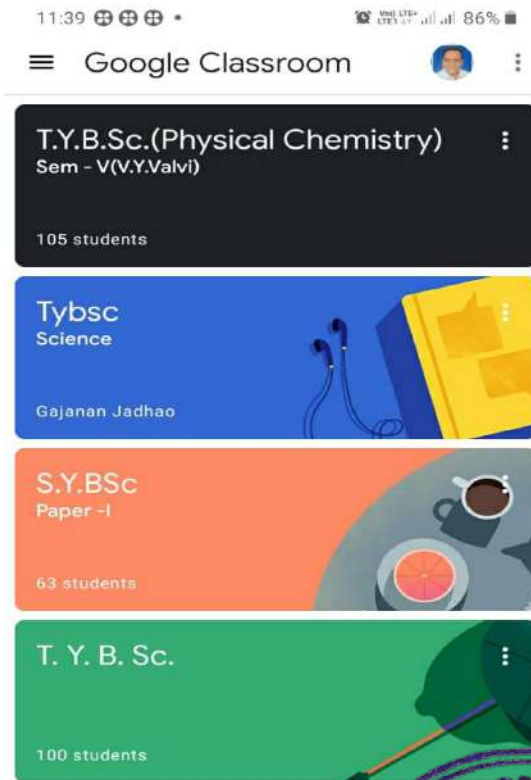 11:39 86%
Google Classroom
T.Y.B.Sc.(Physical Chemistry)
Sem - V(V.Y.Valvi)
105 students
Tybsc
Science
Gajanan Jadhao
S.Y.BSc
Paper -I
63 students
T. Y. B. Sc.
100 students